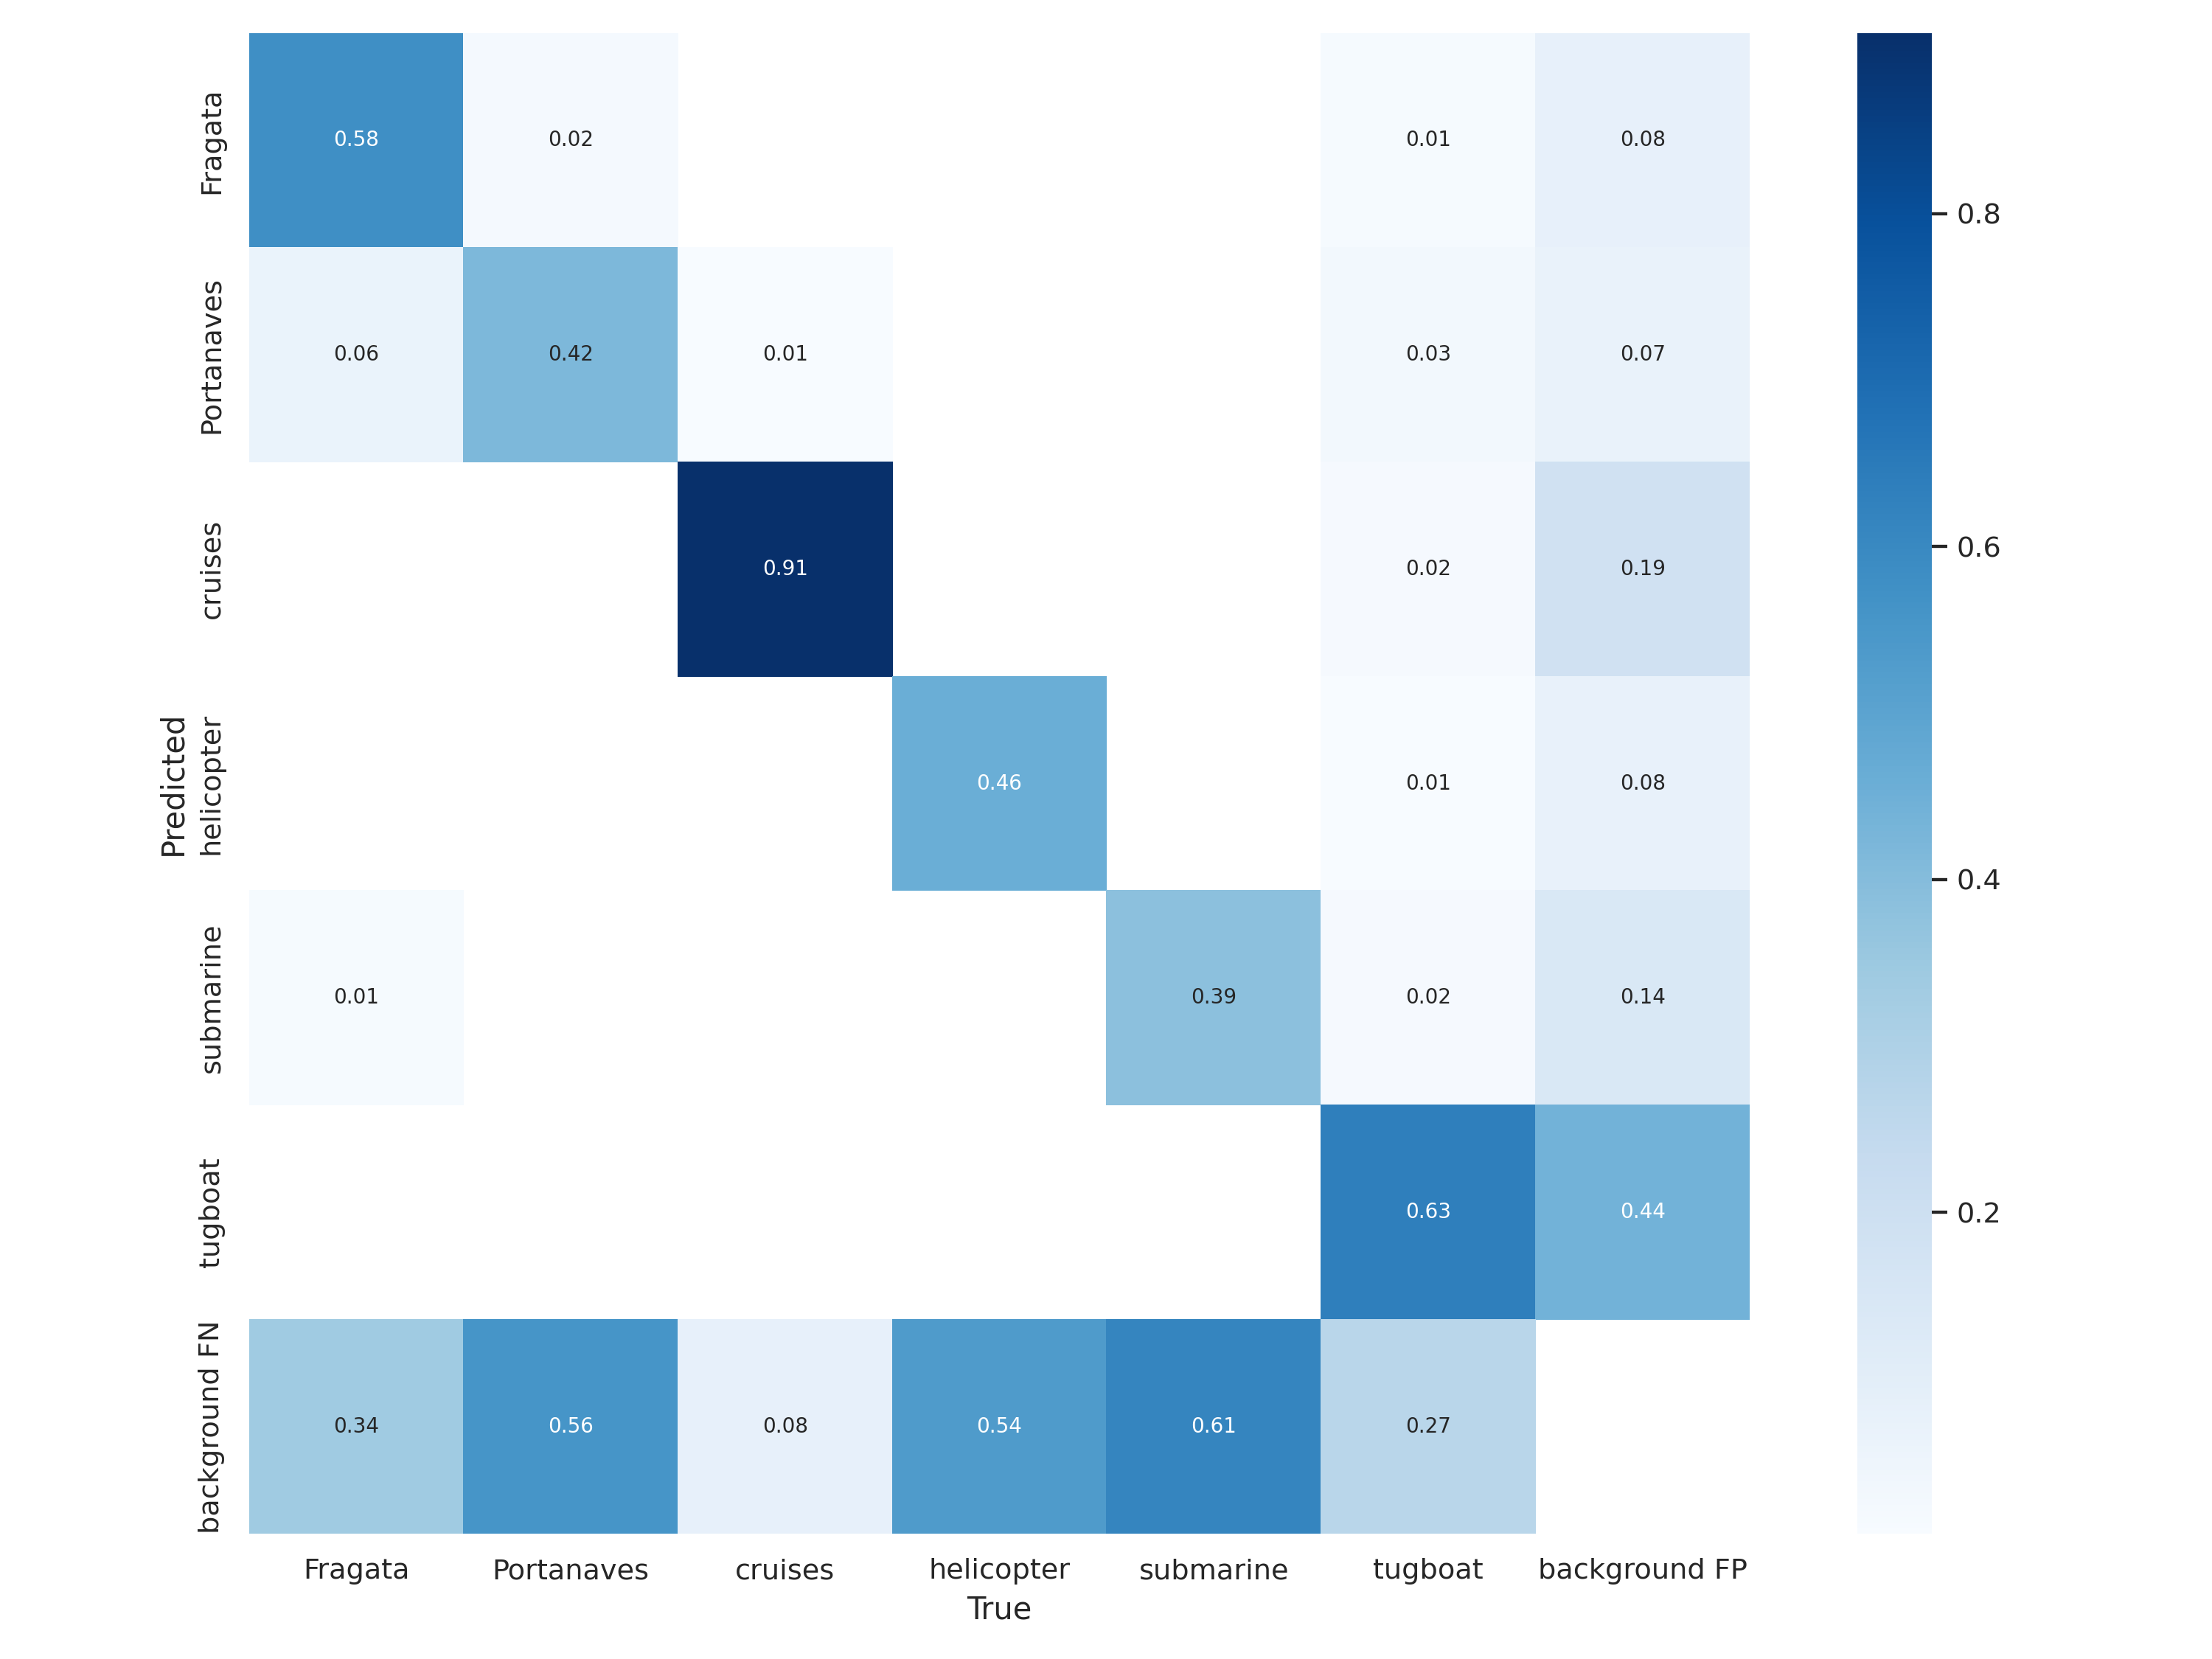 Fragata 0.58 0.02 0.01 0.08
Portanaves 0.06 0.42 0.01 0.03 0.07
cruises 0.91 0.02 0.19
helicopter 0.46 0.01 0.08
submarine 0.01 0.39 0.02 0.14
tugboat 0.63 0.44
background FN 0.34 0.56 0.08 0.54 0.61 0.27
Predicted
Fragata Portanaves cruises helicopter submarine tugboat background FP
True
0.8
0.6
0.4
0.2